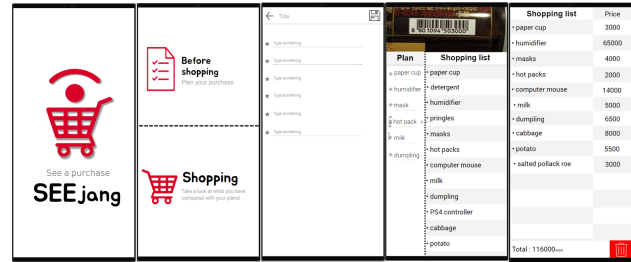 See a purchase
SEEjang
Before
shopping
Plan your purchase
Shopping
Take a look at what you have
compared with your plans!
Title
Type something
Type something
Type something
Type something
Type something
Type something
8 801094 503000
Plan
paper cup
humidifier
mask
hot pack
milk
dumpling
Shopping list
• paper cup
• detergent
• humidifier
• pringles
• masks
• hot packs
• computer mouse
• milk
• dumpling
• PS4 controller
• cabbage
• potato
Shopping list Price
• paper cup 3000
• humidifier 65000
• masks 4000
• hot packs 2000
• computer mouse 14000
• milk 5000
• dumpling 6500
• cabbage 8000
• potato 5500
• salted pollack roe 3000
Total : 116000won